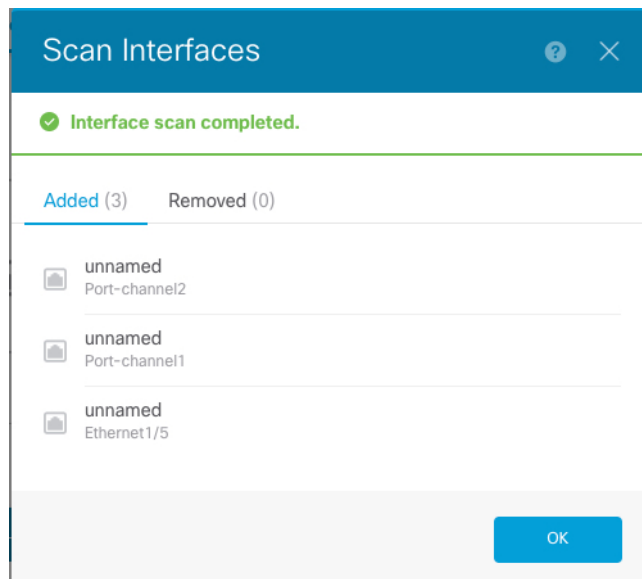 Scan Interfaces
Interface scan completed.
Added (3) Removed (0)
unnamed
Port-channel2
unnamed
Port-channel1
unnamed
Ethernet1/5
OK